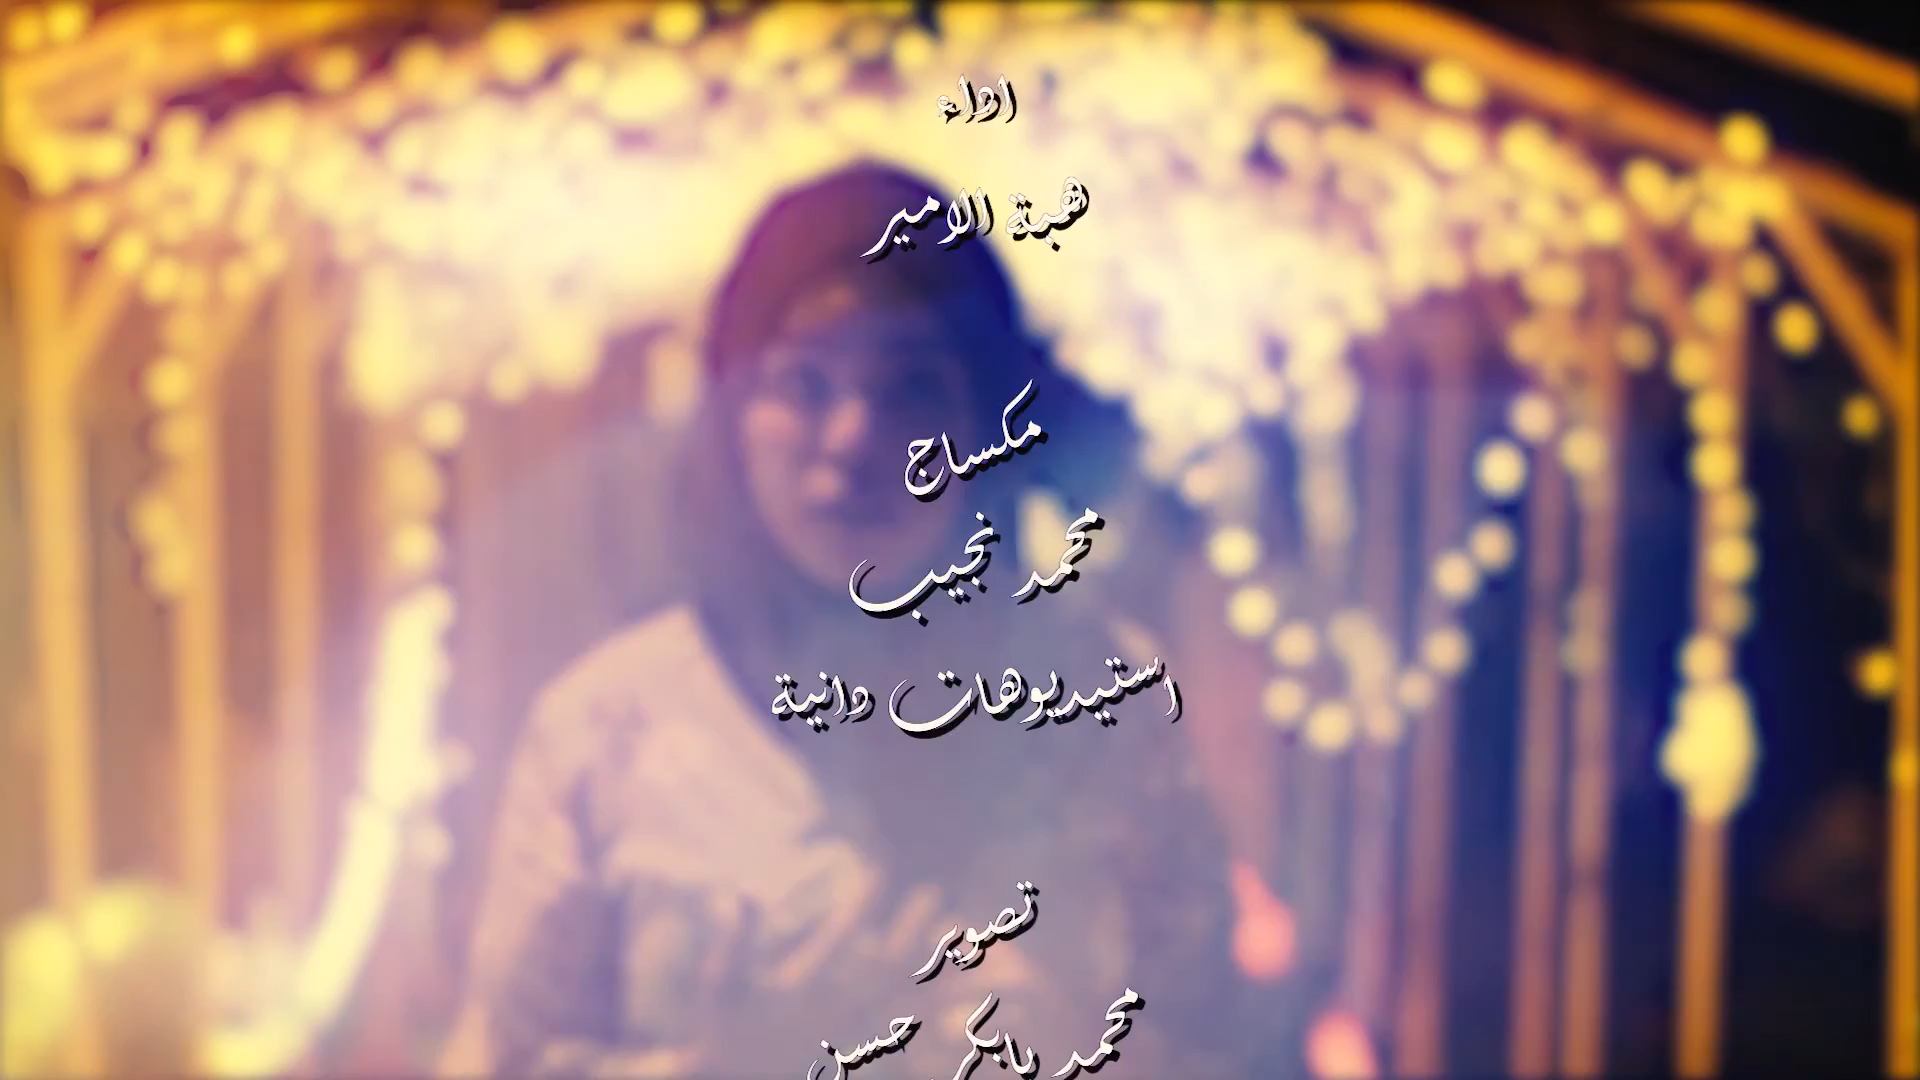 اداء
هبة الامير
مكساج
محمد نجيب
استيديوهات دانية
تصوير
محمد بابكر حسن